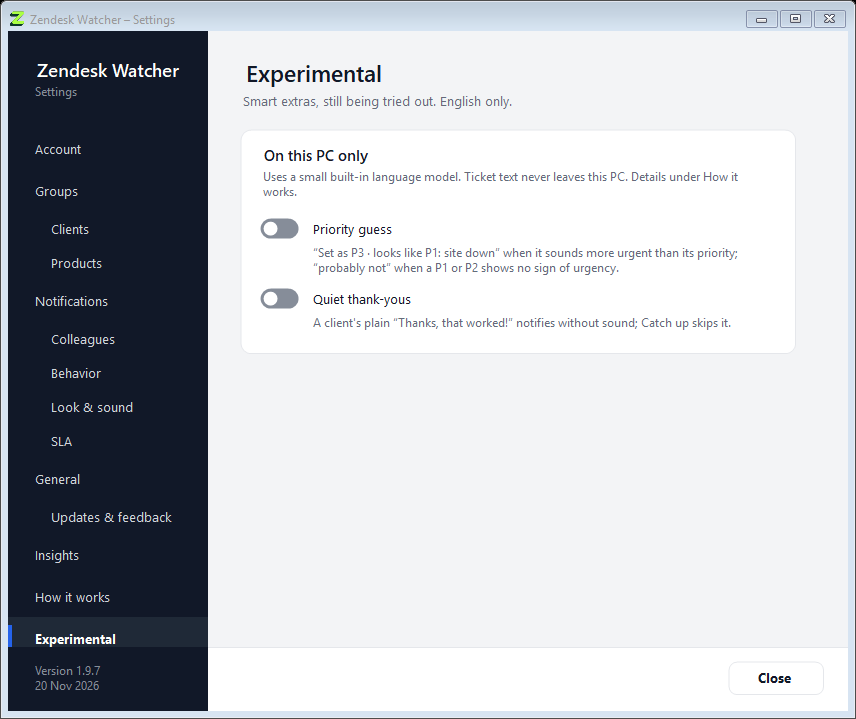 Zendesk Watcher – Settings
Zendesk Watcher
Settings
Account
Groups
Clients
Products
Notifications
Colleagues
Behavior
Look & sound
SLA
General
Updates & feedback
Insights
How it works
Experimental
Version 1.9.7
20 Nov 2026
Experimental
Smart extras, still being tried out. English only.
On this PC only
Uses a small built-in language model. Ticket text never leaves this PC. Details under How it
works.
Priority guess
“Set as P3 · looks like P1: site down” when it sounds more urgent than its priority;
“probably not” when a P1 or P2 shows no sign of urgency.
Quiet thank-yous
A client's plain “Thanks, that worked!” notifies without sound; Catch up skips it.
Close